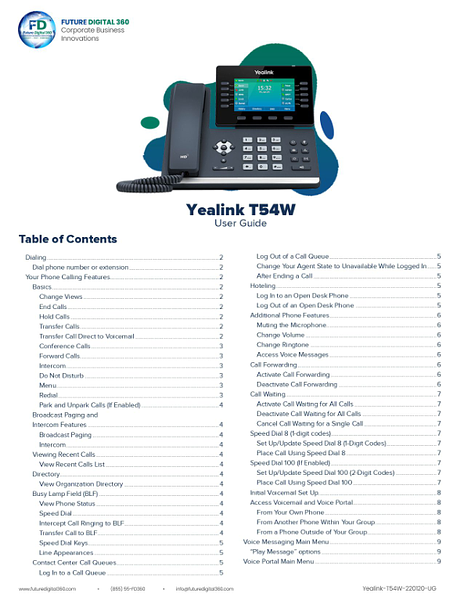 FD
Future Digital 360
FUTURE DIGITAL 360
Corporate Business
Innovations
Yealink
15:32
Yealink T54W
User Guide
Table of Contents
Dialing 2
Dial phone number or extension 2
Your Phone Calling Features 2
Basics 2
Change Views 2
End Calls 2
Hold Calls 2
Transfer Calls 2
Transfer Call Direct to Voicemail 2
Conference Calls 3
Forward Calls 3
Intercom 3
Do Not Disturb 3
Menu 3
Redial 3
Park and Unpark Calls (If Enabled) 4
Broadcast Paging and
Intercom Features 4
Broadcast Paging 4
Intercom 4
Viewing Recent Calls 4
View Recent Calls List 4
Directory 4
View Organization Directory 4
Busy Lamp Field (BLF) 4
View Phone Status 4
Speed Dial 4
Intercept Call Ringing to BLF 4
Transfer Call to BLF 4
Speed Dial Keys 5
Line Appearances 5
Contact Center Call Queues 5
Log In to a Call Queue 5
Log Out of a Call Queue 5
Change Your Agent State to Unavailable While Logged In 5
After Ending a Call 5
Hoteling 5
Log In to an Open Desk Phone 5
Log Out of an Open Desk Phone 5
Additional Phone Features 6
Muting the Microphone 6
Change Volume 6
Change Ringtone 6
Access Voice Messages 6
Call Forwarding 6
Activate Call Forwarding 6
Deactivate Call Forwarding 6
Call Waiting 7
Activate Call Waiting for All Calls 7
Deactivate Call Waiting for All Calls 7
Cancel Call Waiting for a Single Call 7
Speed Dial 8 (1-digit codes) 7
Set Up/Update Speed Dial 8 (1-Digit Codes) 7
Place Call Using Speed Dial 8 7
Speed Dial 100 (If Enabled) 7
Set Up/Update Speed Dial 100 (2-Digit Codes) 7
Place Call Using Speed Dial 100 7
Initial Voicemail Set Up 8
Access Voicemail and Voice Portal 8
From Your Own Phone 8
From Another Phone Within Your Group 8
From a Phone Outside of Your Group 8
Voice Messaging Main Menu 9
"Play Message" options 9
Voice Portal Main Menu 9
www.futuredigital360.com • (855) 55-FD360 • info@futuredigital360.com Yealink-T54W-220120-UG